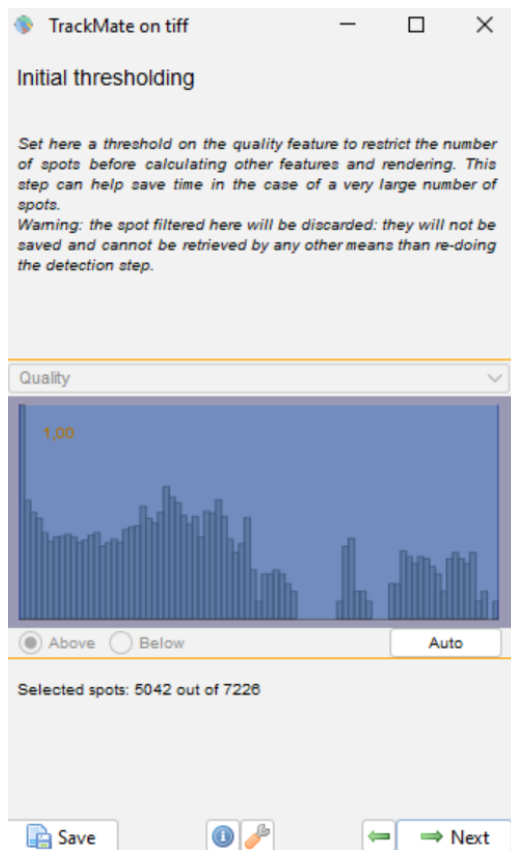 TrackMate on tiff
Initial thresholding
Set here a threshold on the quality feature to restrict the number
of spots before calculating other features and rendering. This
step can help save time in the case of a very large number of
spots.
Warning: the spot filtered here will be discarded: they will not be
saved and cannot be retrieved by any other means than re-doing
the detection step.
Quality
1,00
Above Below Auto
Selected spots: 5042 out of 7226
Save Next